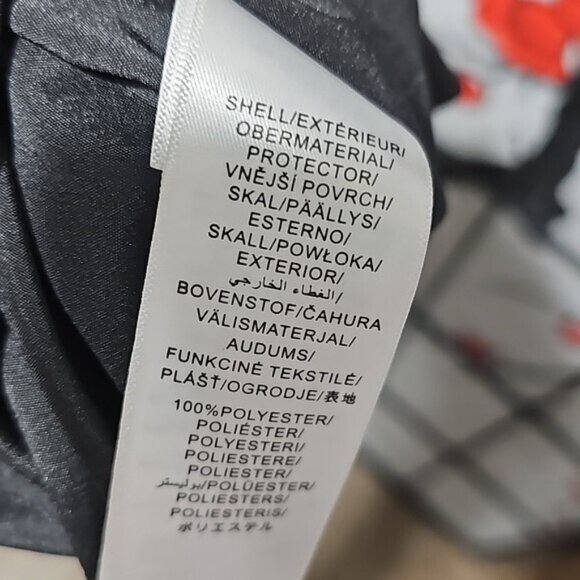 SHELL/EXTÉRIEUR/
OBERMATERIAL/
PROTECTOR/
VNĚJŠÍ POVRCH/
SKAL/PÄÄLLYS/
ESTERNO/
SKALL/POWŁOKA/
EXTERIOR/
الغطاء الخارجي/
BOVENSTOF/ČAHURA
VÄLISMATERJAL/
AUDUMS/
FUNKCINĖ TEKSTILĖ/
PLÁŠŤ/OGRODJE/表地
100%POLYESTER/
POLIÉSTER/
POLYESTERI/
POLIESTERE/
POLIESTER/
بوليستر/POLÜESTER/
POLIESTERS/
POLIESTERIS/
ポリエステル